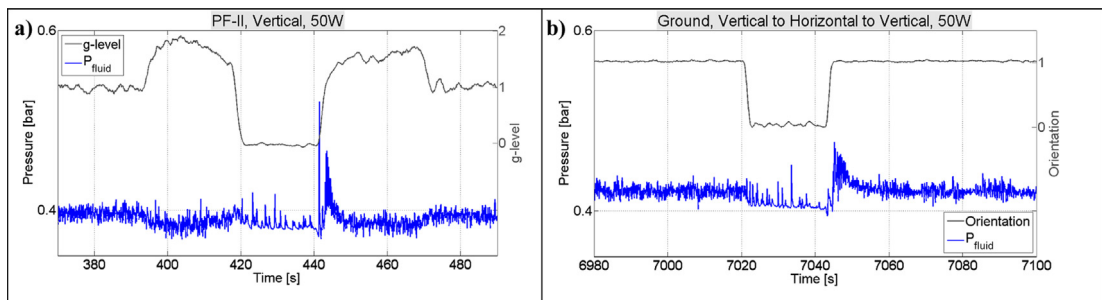 a)
PF-II, Vertical, 50W
0.6
0.4
Pressure [bar]
g-level
P_fluid
2
1
0
g-level
380
400
420
440
460
480
Time [s]
b)
Ground, Vertical to Horizontal to Vertical, 50W
0.6
0.4
Pressure [bar]
1
0
Orientation
Orientation
P_fluid
6980
7000
7020
7040
7060
7080
7100
Time [s]